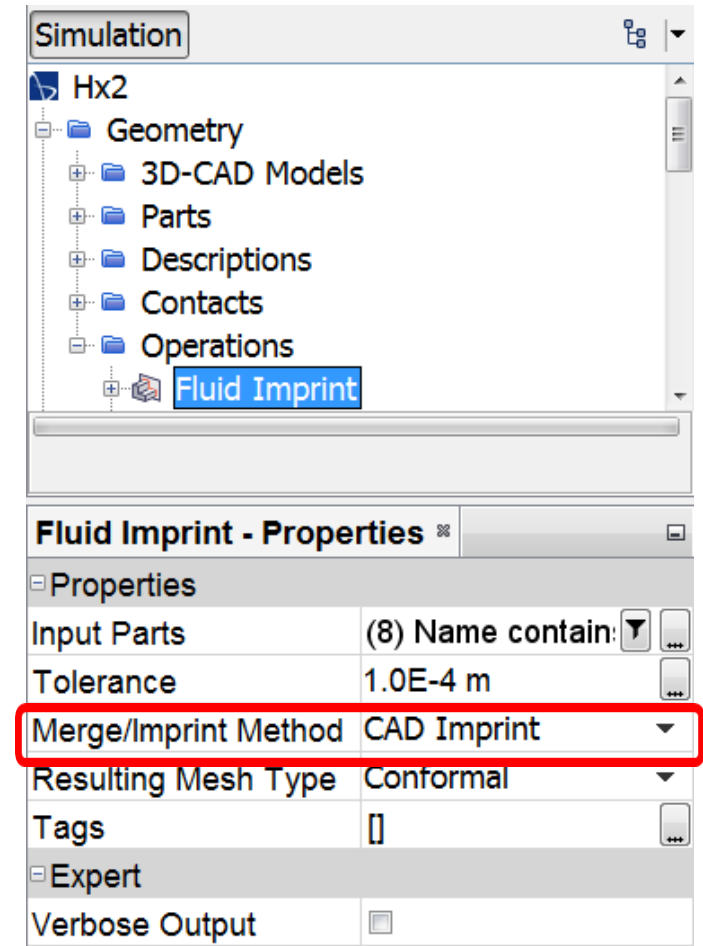 Simulation
Hx2
Geometry
3D-CAD Models
Parts
Descriptions
Contacts
Operations
Fluid Imprint
Fluid Imprint - Properties
Properties
Input Parts (8) Name contain: ...
Tolerance 1.0E-4 m ...
Merge/Imprint Method CAD Imprint
Resulting Mesh Type Conformal
Tags [] ...
Expert
Verbose Output